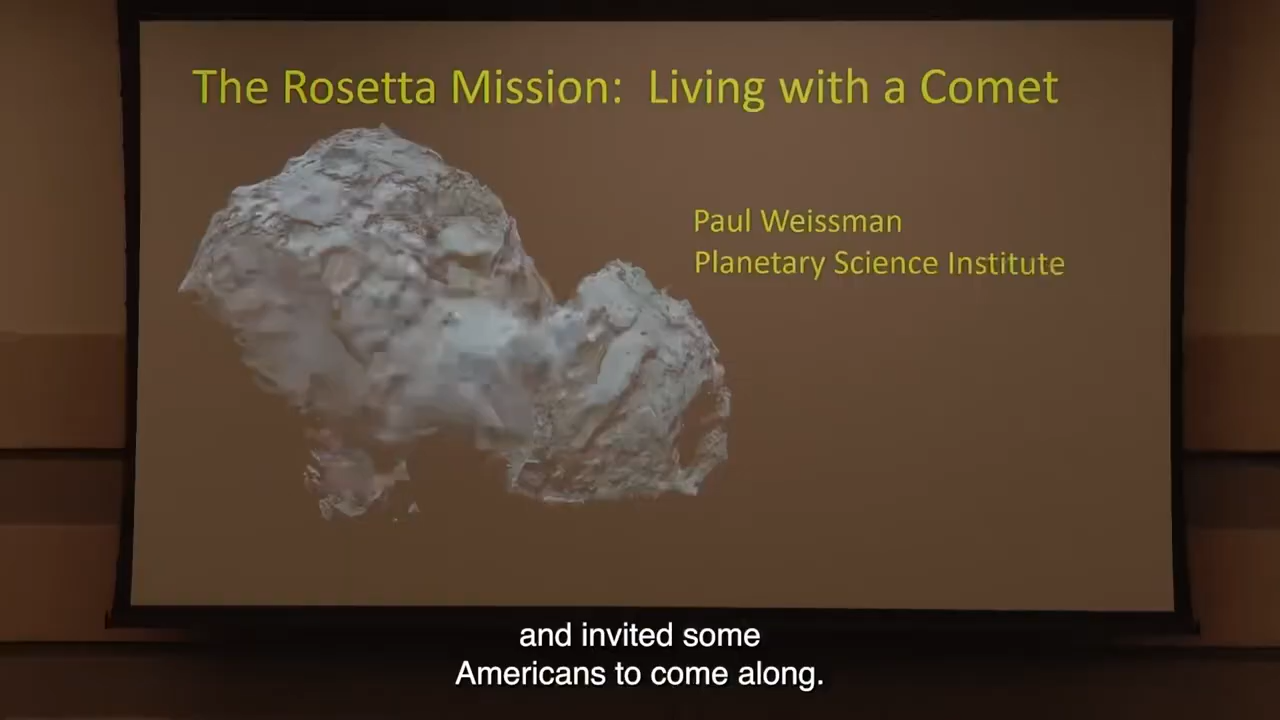 The Rosetta Mission: Living with a Comet
Paul Weissman
Planetary Science Institute
and invited some
Americans to come along.